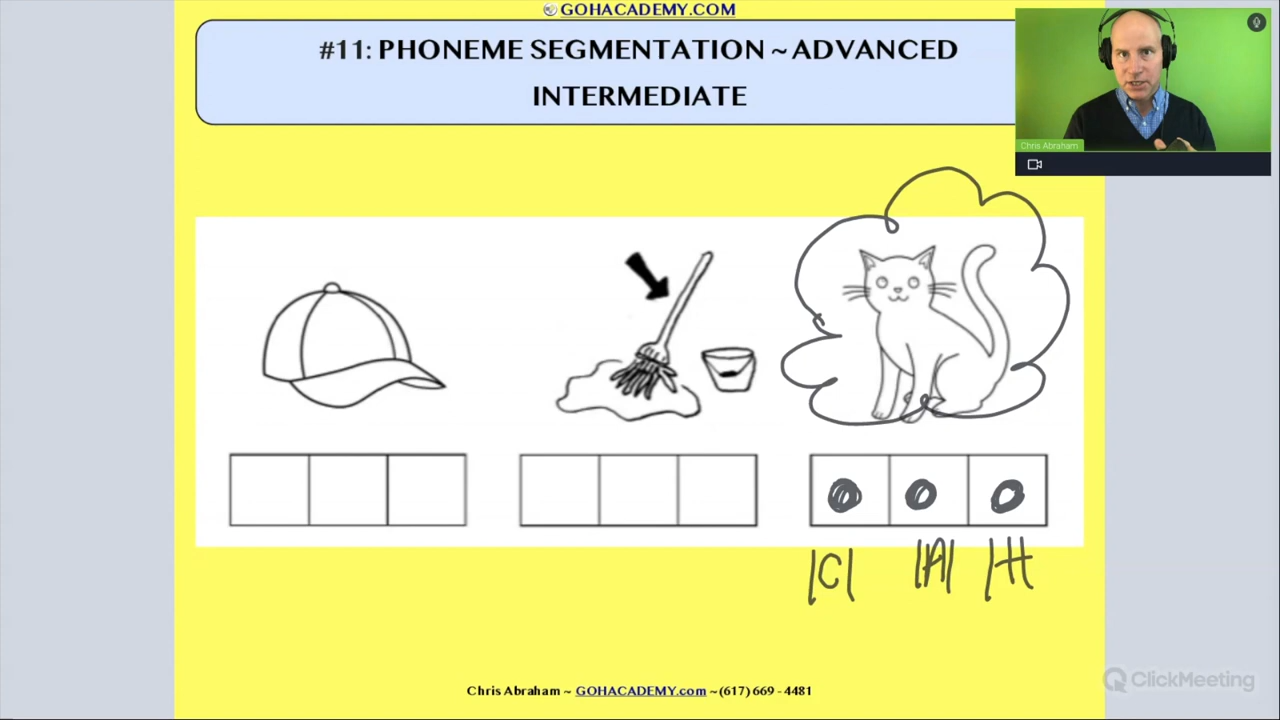 GOHACADEMY.COM
#11: PHONEME SEGMENTATION ~ ADVANCED
INTERMEDIATE
Chris Abraham
|C| |A| |t|
Chris Abraham ~ GOHACADEMY.com ~(617) 669 - 4481
ClickMeeting